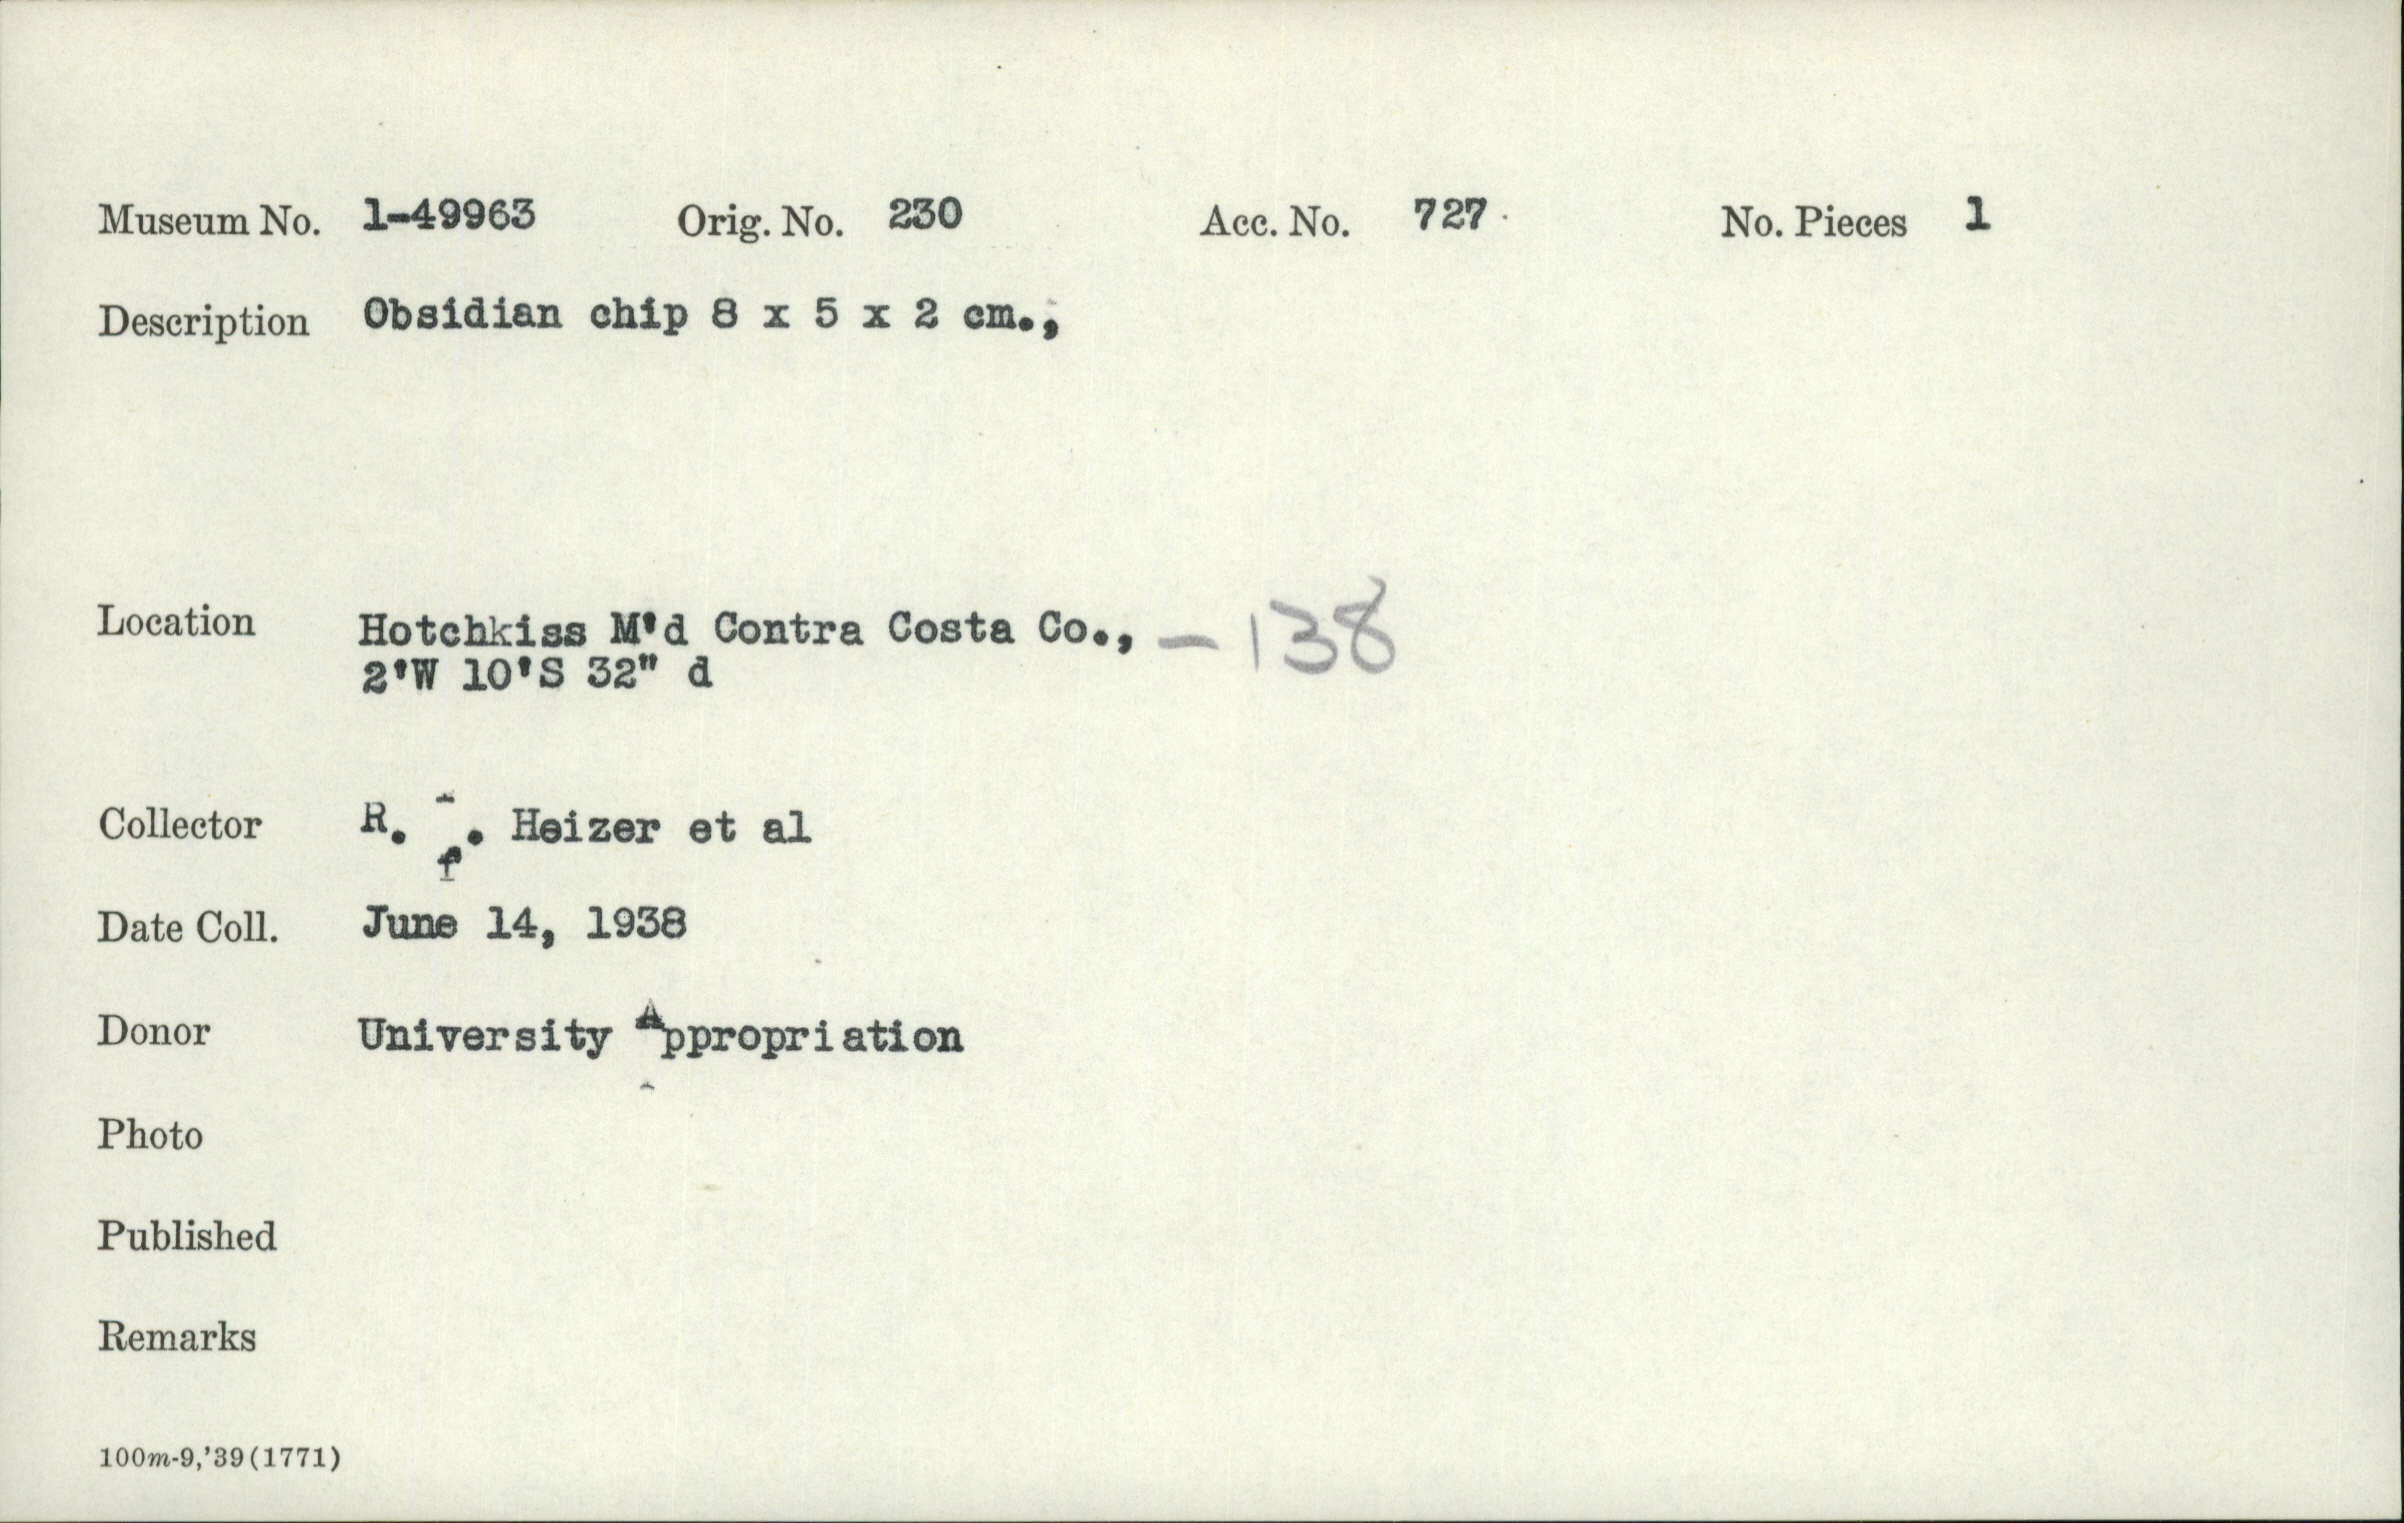 Museum No. 1-49963 Orig. No. 230 Acc. No. 727 No. Pieces 1
Description Obsidian chip 8 x 5 x 2 cm.,
Location Hotchkiss M'd Contra Costa Co., – 138
2'W 10'S 32" d
Collector R. f. Heizer et al
Date Coll. June 14, 1938
Donor University Appropriation
Photo
Published
Remarks
100m-9,'39(1771)